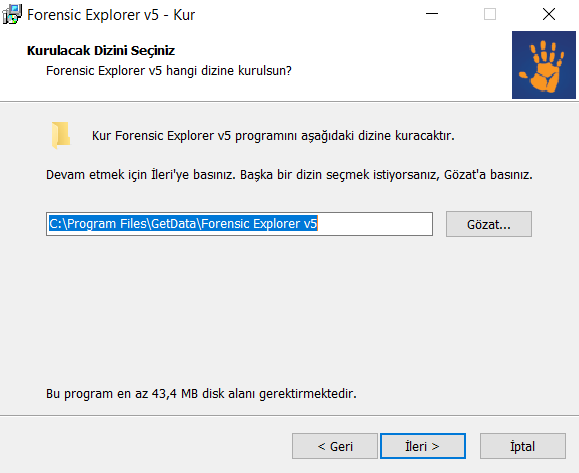 Forensic Explorer v5 - Kur
Kurulacak Dizini Seçiniz
Forensic Explorer v5 hangi dizine kurulsun?
Kur Forensic Explorer v5 programını aşağıdaki dizine kuracaktır.
Devam etmek için İleri'ye basınız. Başka bir dizin seçmek istiyorsanız, Gözat'a basınız.
C:\Program Files\GetData\Forensic Explorer v5
Gözat...
Bu program en az 43,4 MB disk alanı gerektirmektedir.
< Geri
İleri >
İptal